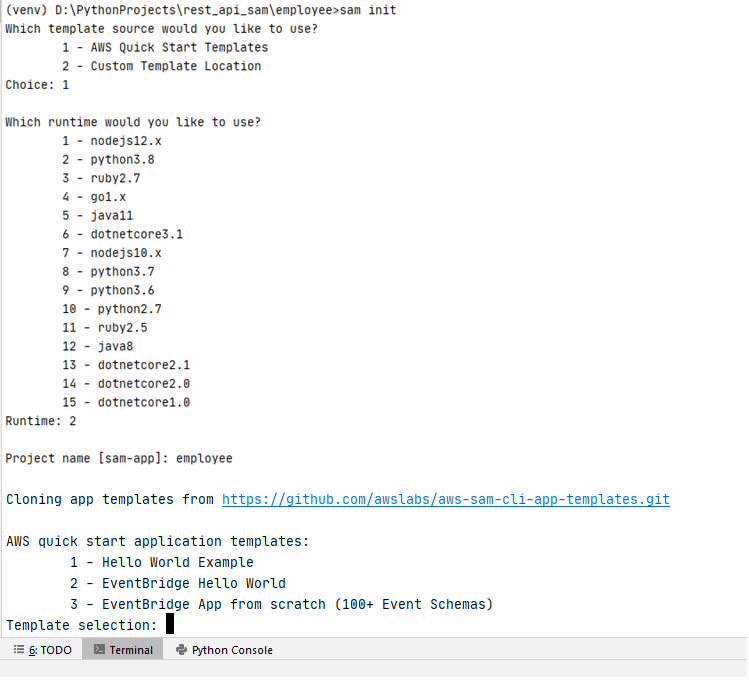 (venv) D:\PythonProjects\rest_api_sam\employee>sam init
Which template source would you like to use?
1 - AWS Quick Start Templates
2 - Custom Template Location
Choice: 1
Which runtime would you like to use?
1 - nodejs12.x
2 - python3.8
3 - ruby2.7
4 - go1.x
5 - java11
6 - dotnetcore3.1
7 - nodejs10.x
8 - python3.7
9 - python3.6
10 - python2.7
11 - ruby2.5
12 - java8
13 - dotnetcore2.1
14 - dotnetcore2.0
15 - dotnetcore1.0
Runtime: 2
Project name [sam-app]: employee
Cloning app templates from https://github.com/awslabs/aws-sam-cli-app-templates.git
AWS quick start application templates:
1 - Hello World Example
2 - EventBridge Hello World
3 - EventBridge App from scratch (100+ Event Schemas)
Template selection:
6: TODO Terminal Python Console